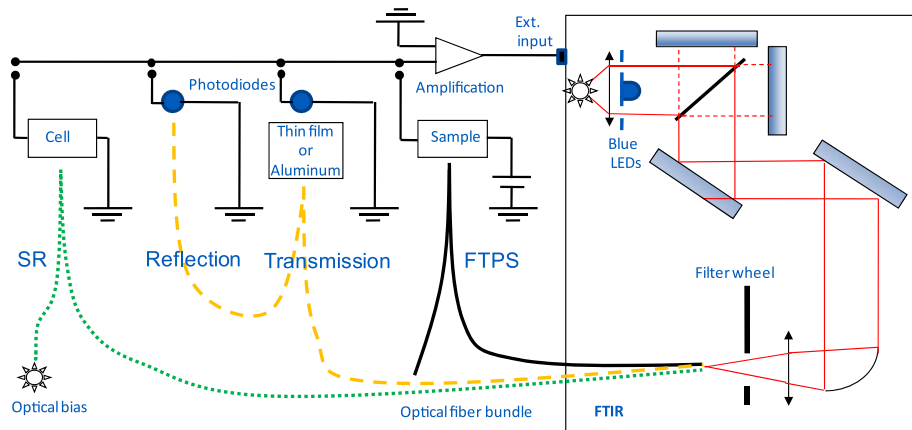 Ext.
input
Photodiodes
Amplification
Cell
Thin film
or
Aluminum
Sample
Blue
LEDs
SR
Reflection
Transmission
FTPS
Filter wheel
Optical bias
Optical fiber bundle
FTIR